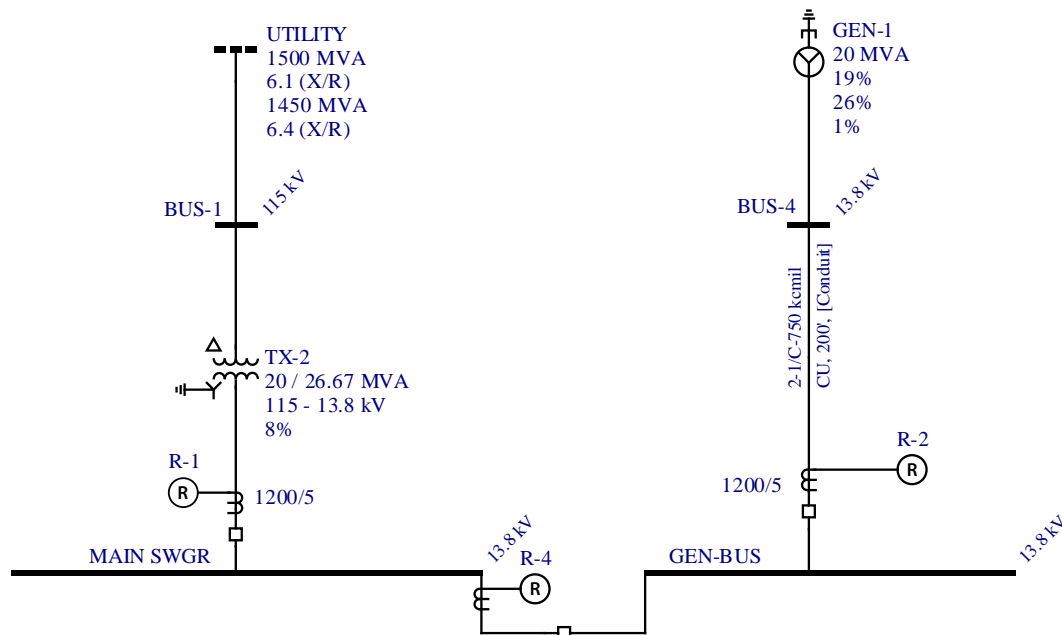 UTILITY
1500 MVA
6.1 (X/R)
1450 MVA
6.4 (X/R)
GEN-1
20 MVA
19%
26%
1%
BUS-1
115 kV
BUS-4
13.8 kV
2-1/C-750 kcmil
CU, 200', [Conduit]
TX-2
20 / 26.67 MVA
115 - 13.8 kV
8%
R-1
R
1200/5
R-2
R
1200/5
MAIN SWGR
13.8 kV
R-4
R
GEN-BUS
13.8 kV